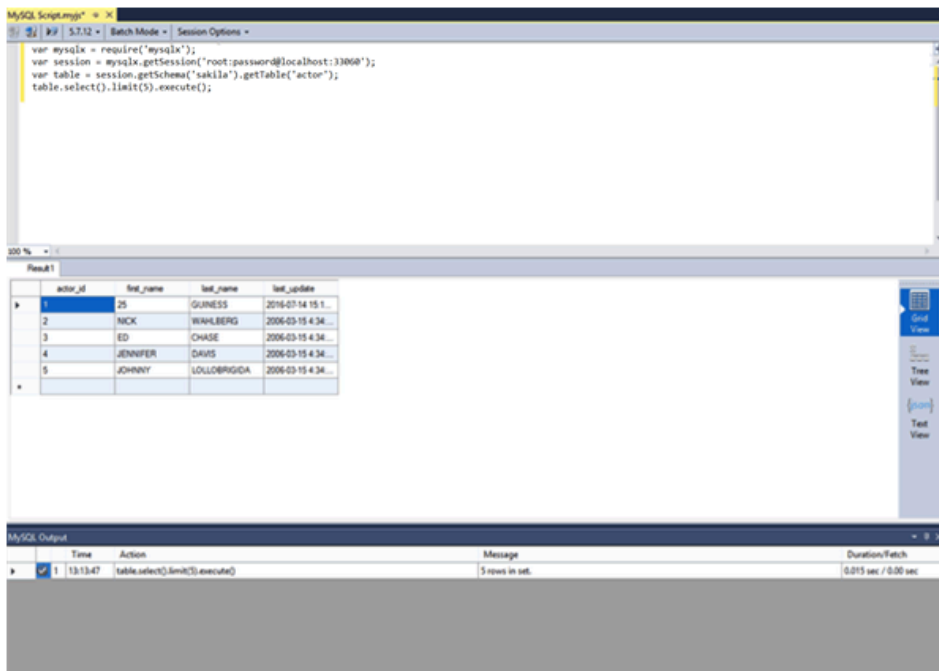 MySQL Script.myjs*
5.7.12 Batch Mode Session Options
var mysqlx = require('mysqlx');
var session = mysqlx.getSession('root:password@localhost:33060');
var table = session.getSchema('sakila').getTable('actor');
table.select().limit(5).execute();
100 %
Result1
actor_id first_name last_name last_update
1 25 GUINESS 2016-07-14 15:1...
2 NICK WAHLBERG 2006-03-15 4:34:...
3 ED CHASE 2006-03-15 4:34:...
4 JENNIFER DAVIS 2006-03-15 4:34:...
5 JOHNNY LOLLOBRIGIDA 2006-03-15 4:34:...
Grid
View
Tree
View
{json}
Text
View
MySQL Output
Time Action Message Duration/Fetch
1 13:13:47 table.select().limit(5).execute() 5 rows in set. 0.015 sec / 0.00 sec